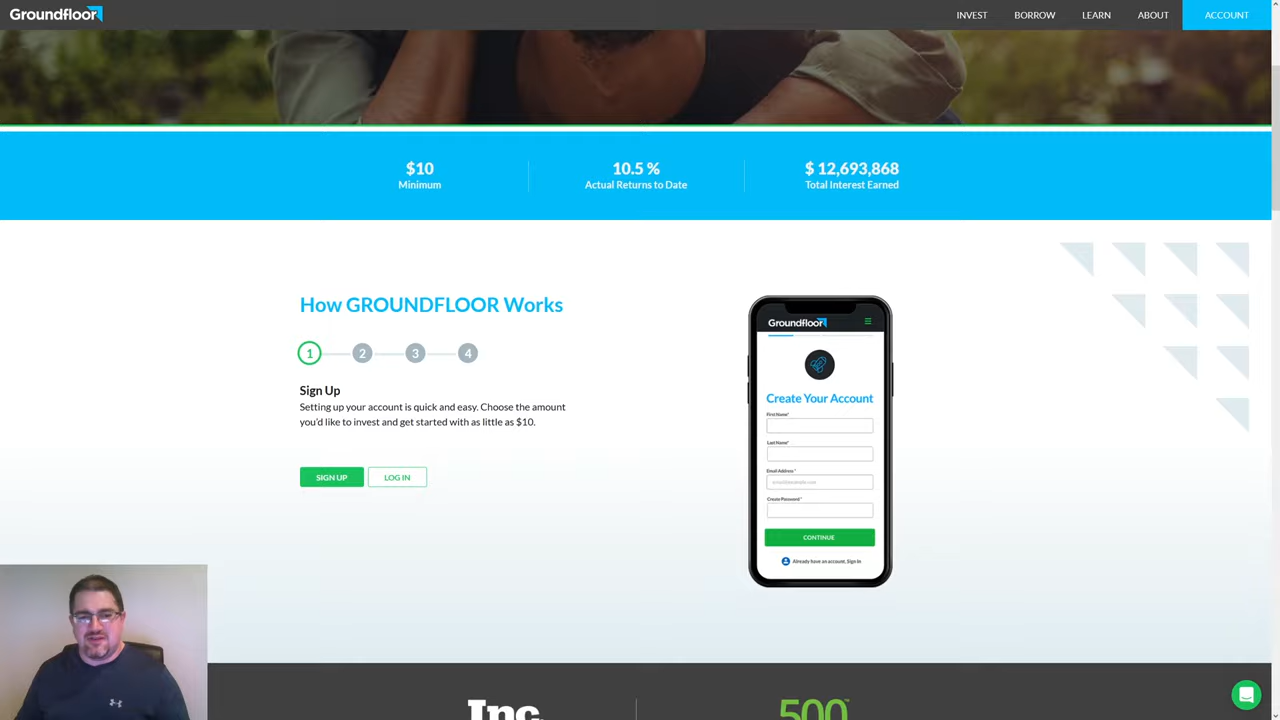 Groundfloor
INVEST
BORROW
LEARN
ABOUT
ACCOUNT
$10
Minimum
10.5 %
Actual Returns to Date
$ 12,693,868
Total Interest Earned
How GROUNDFLOOR Works
1
2
3
4
Sign Up
Setting up your account is quick and easy. Choose the amount
you'd like to invest and get started with as little as $10.
SIGN UP
LOG IN
Groundfloor
Create Your Account
First Name*
Last Name*
Email Address *
Create Password *
CONTINUE
Already have an account, Sign In
Inc.
500